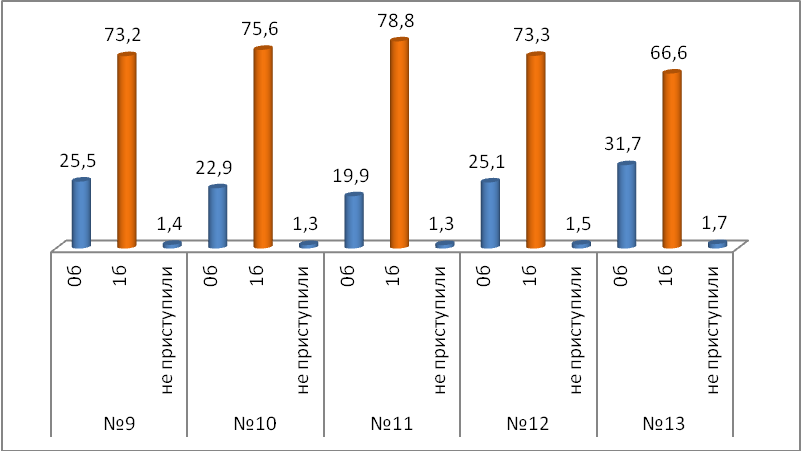 25,5 73,2 1,4 22,9 75,6 1,3 19,9 78,8 1,3 25,1 73,3 1,5 31,7 66,6 1,7
0б 1б не приступили 0б 1б не приступили 0б 1б не приступили 0б 1б не приступили 0б 1б не приступили
№9 №10 №11 №12 №13